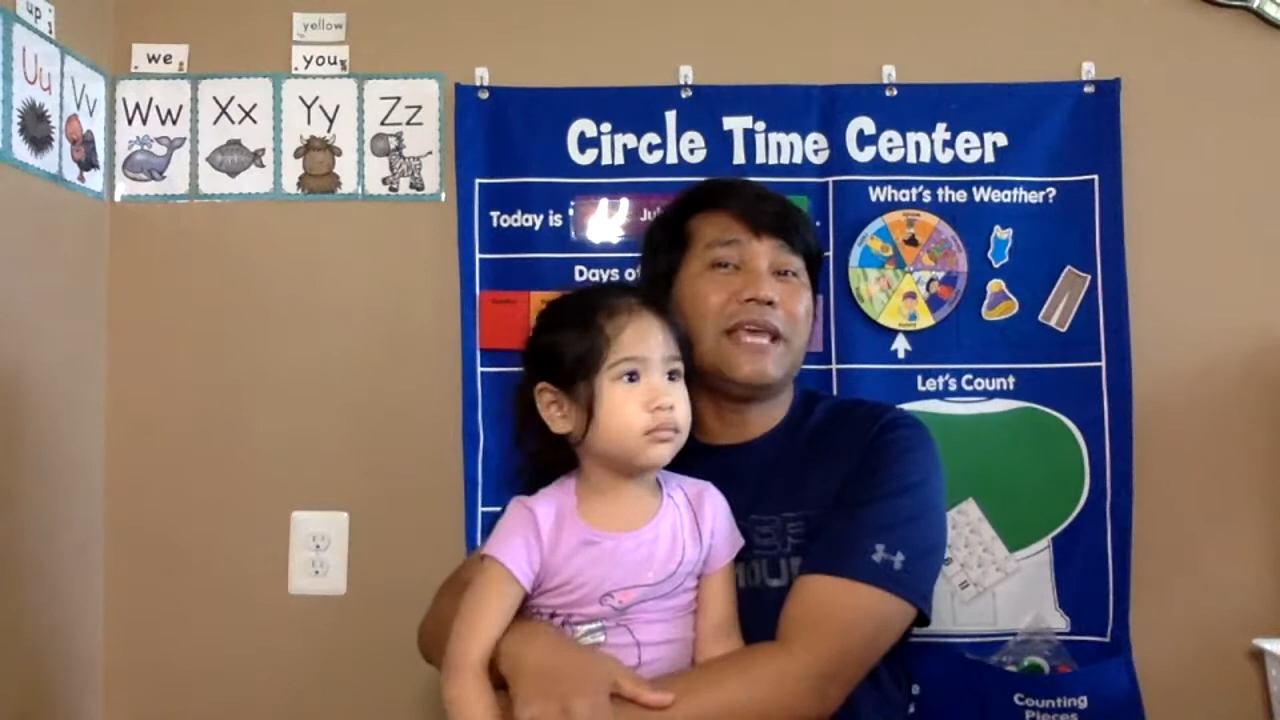 up
yellow
we
you
Uu
Vv
Ww
Xx
Yy
Zz
Circle Time Center
Today is
.
What's the Weather?
Days of
Let's Count
Counting
Pieces